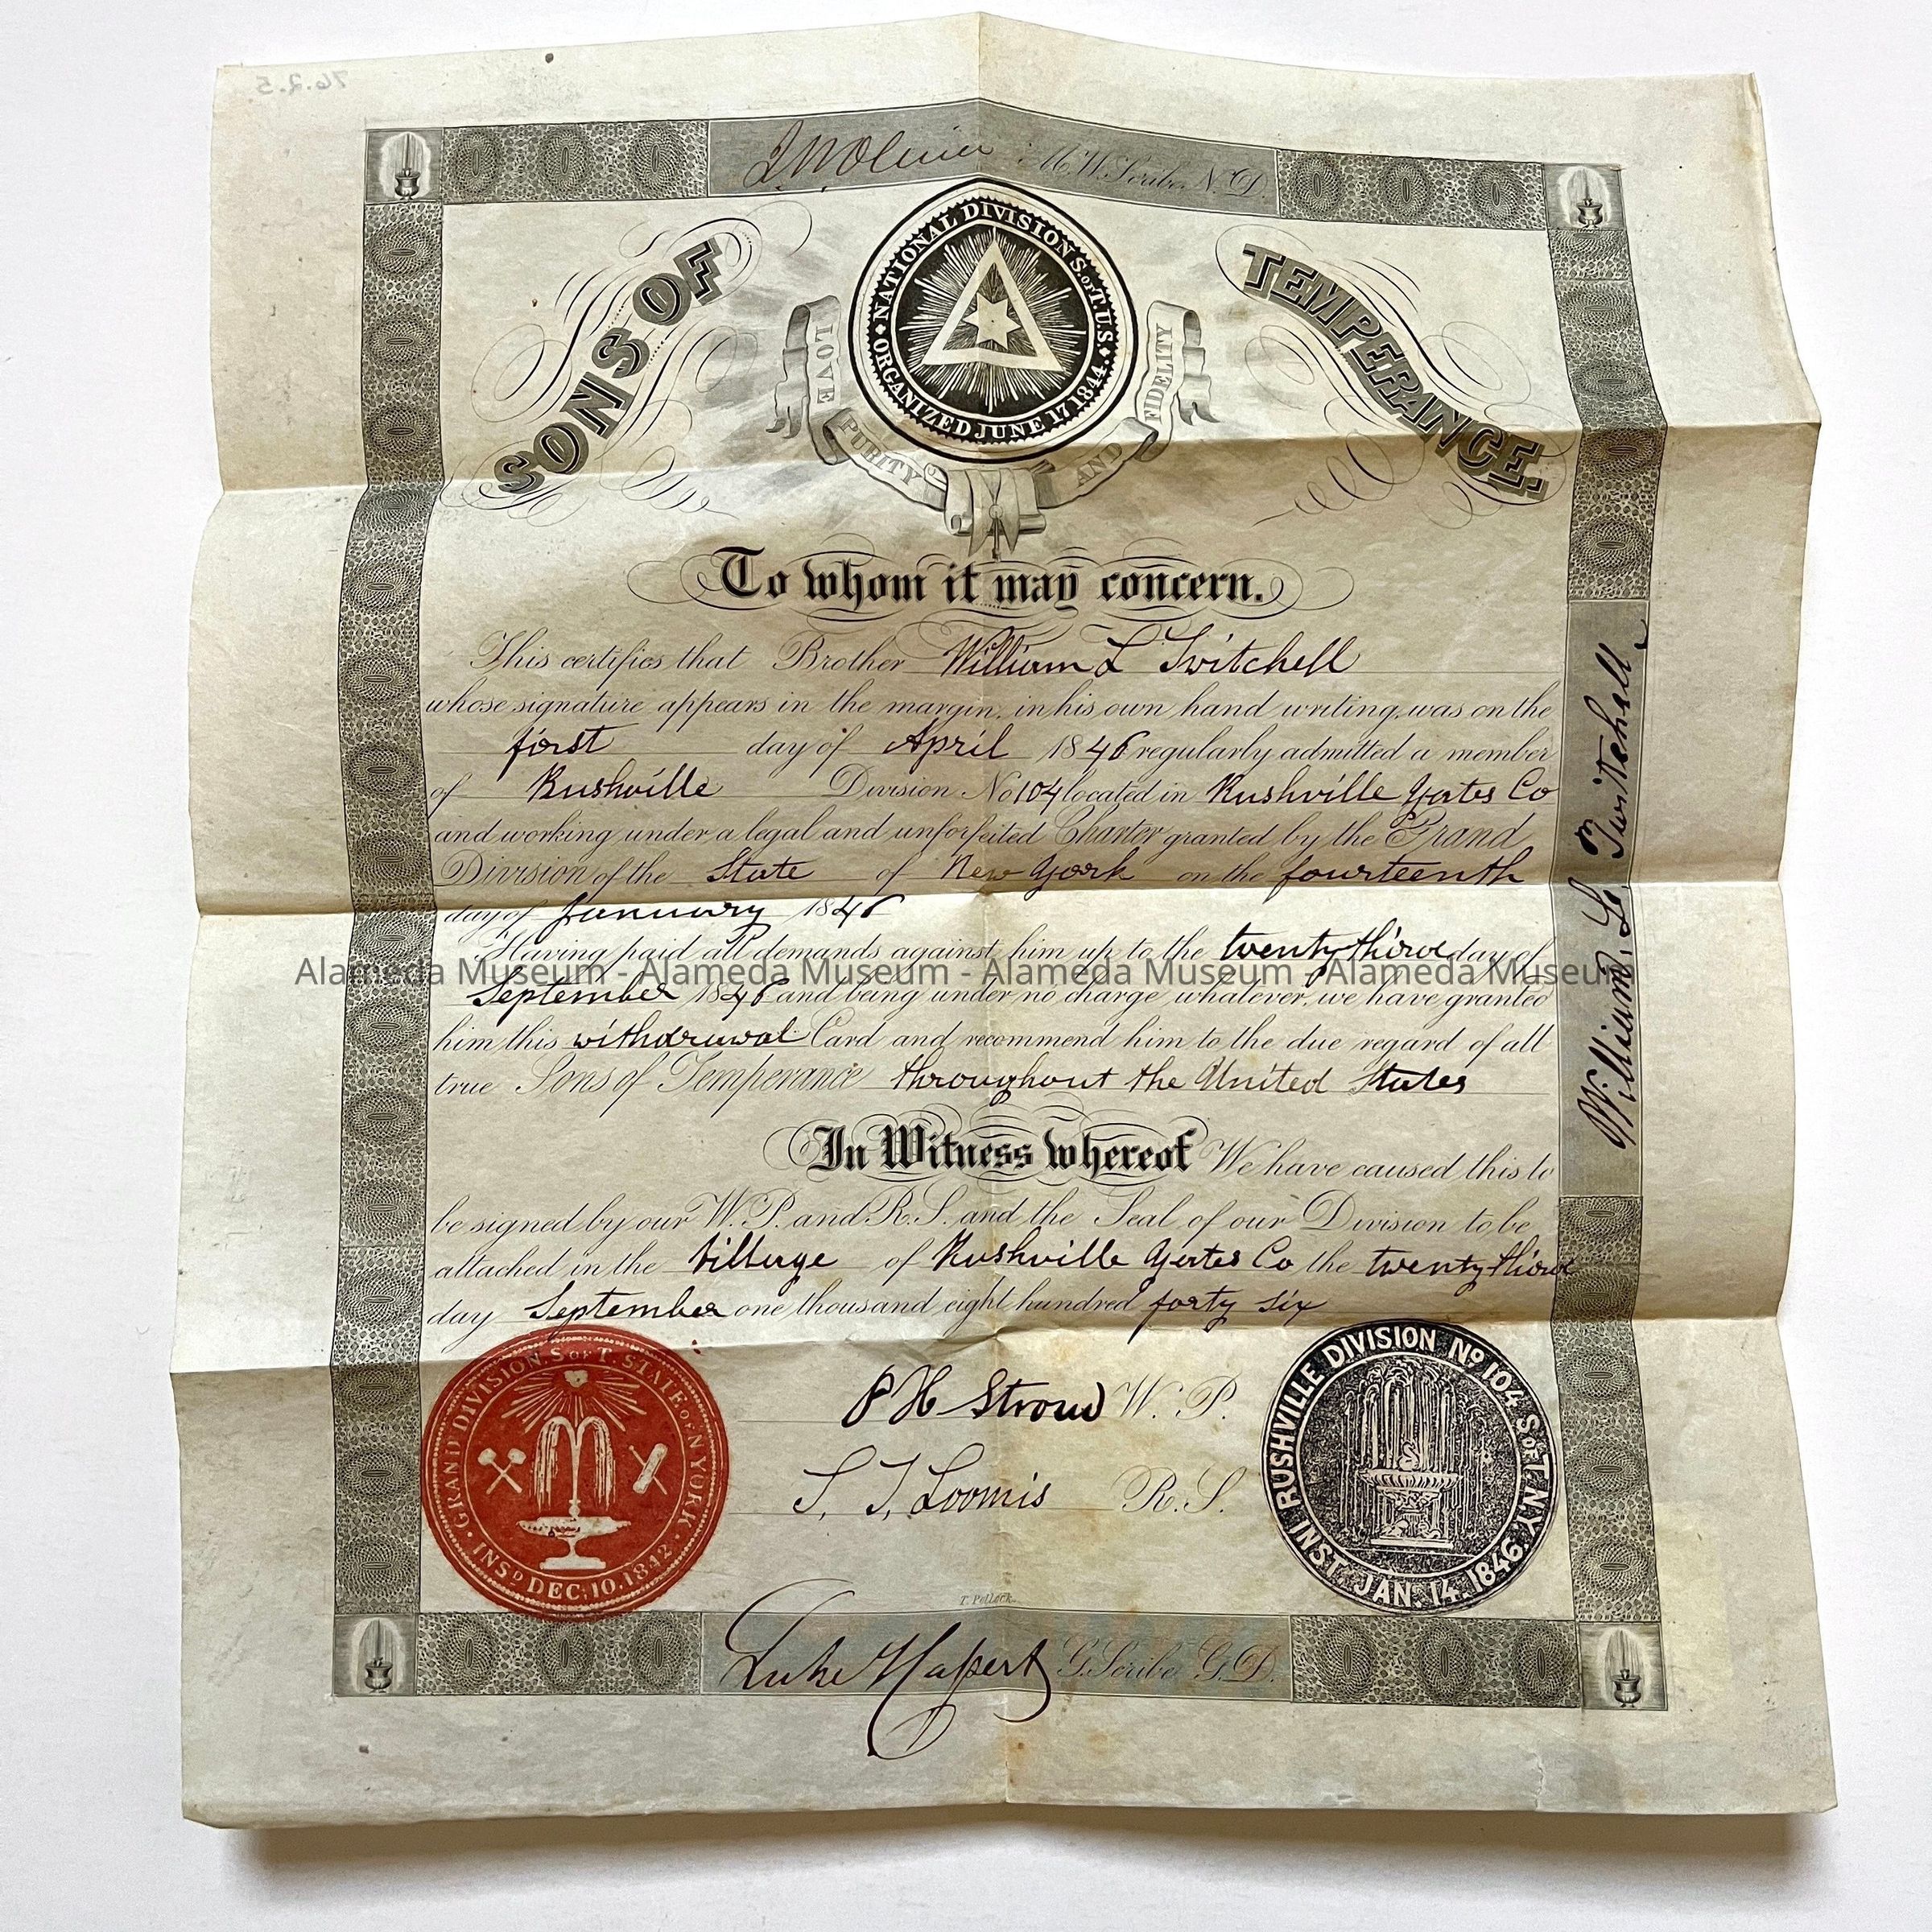 76.2.5
M. W. Scribe N. D.
SONS OF
TEMPERANCE.
NATIONAL DIVISION S. OF T. U.S.
ORGANIZED JUNE 17 1844
LOVE PURITY AND FIDELITY
To whom it may concern.
This certifies that Brother William L Twitchell
whose signature appears in the margin, in his own hand writing, was on the
first day of April 1846 regularly admitted a member
of Rushville Division No 104 located in Rushville Yates Co
and working under a legal and unforfeited Charter granted by the Grand
Division of the State of New York on the fourteenth
day of January 1846
Having paid all demands against him up to the twenty third day of
September 1846 and being under no charge whatever, we have granted
him this withdrawal Card and recommend him to the due regard of all
true Sons of Temperance throughout the United States
In Witness whereof We have caused this to
be signed by our W. P. and R. S. and the Seal of our Division to be
attached in the Village of Rushville Yates Co the twenty third
day September one thousand eight hundred forty six
William L. Twitchell
GRAND DIVISION S OF T. STATE OF N YORK
INSD DEC. 10. 1842
P H Stroud W. P.
S. T. Loomis R. S.
RUSHVILLE DIVISION No 104 S OF T. N.Y.
INST. JAN. 14. 1846
T. Pollock
Luke G. Scribe G. D.
Alameda Museum - Alameda Museum - Alameda Museum - Alameda Museum